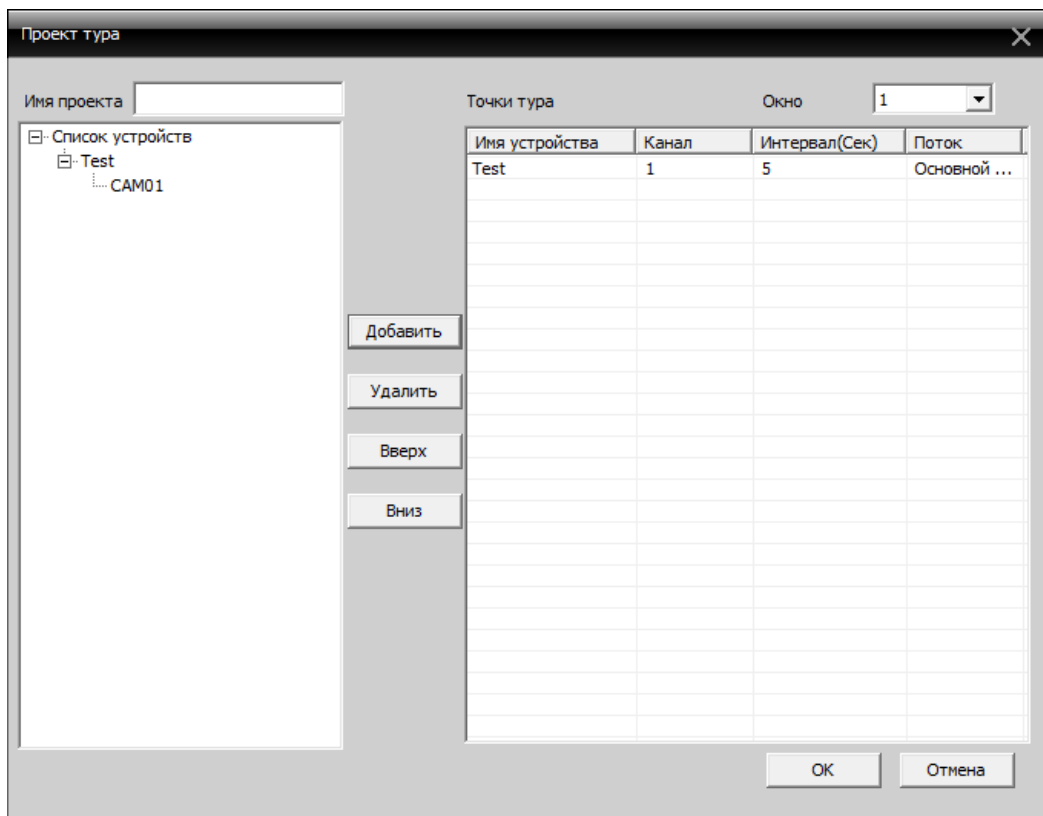 Проект тура
Имя проекта
Точки тура
Окно
1
Список устройств
Test
CAM01
Имя устройства Канал Интервал(Сек) Поток
Test 1 5 Основной ...
Добавить
Удалить
Вверх
Вниз
OK
Отмена